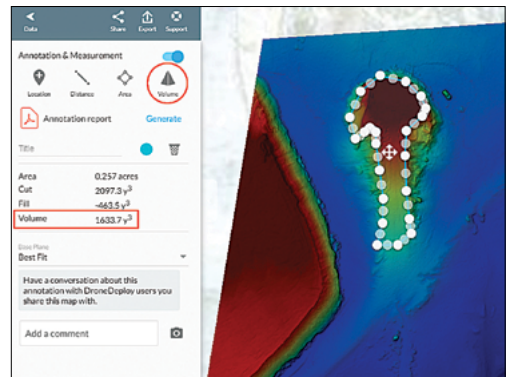 Data Share Export Support
Annotation & Measurement
Location Distance Area Volume
Annotation report Generate
Title
Area 0.257 acres
Cut 2097.3 y³
Fill -463.5 y³
Volume 1633.7 y³
Base Plane
Best Fit
Have a conversation about this
annotation with DroneDeploy users you
share this map with.
Add a comment